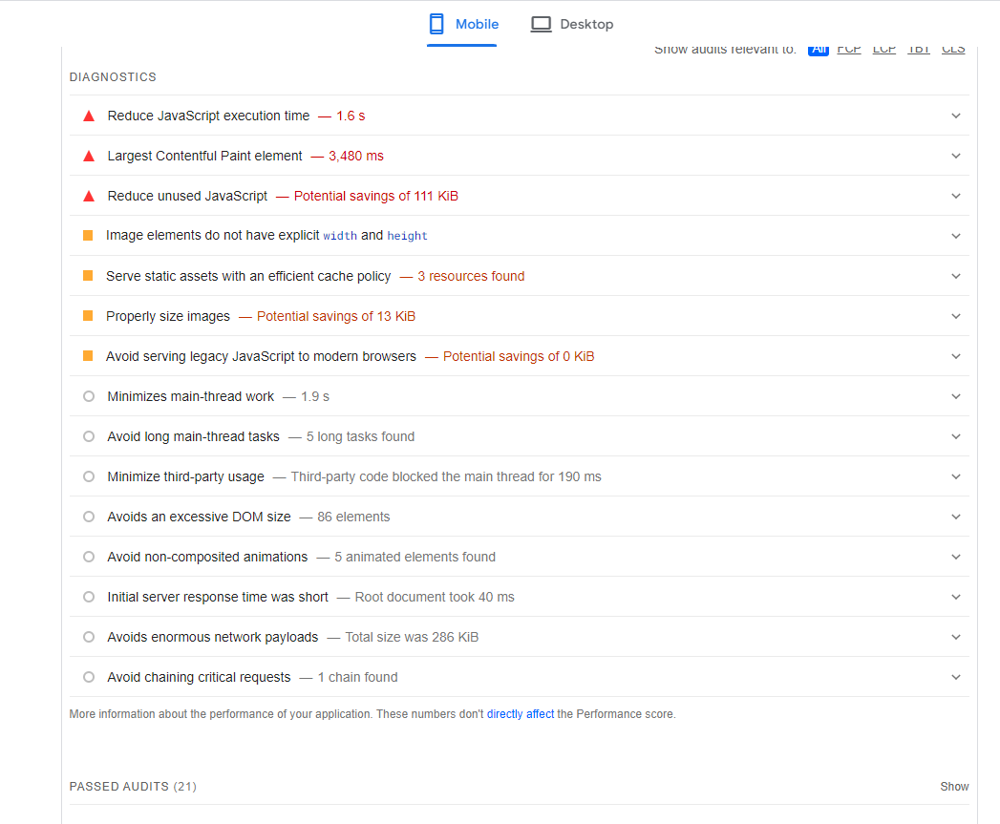 Mobile Desktop
Show audits relevant to: All FCP LCP TBT CLS
DIAGNOSTICS
Reduce JavaScript execution time — 1.6 s
Largest Contentful Paint element — 3,480 ms
Reduce unused JavaScript — Potential savings of 111 KiB
Image elements do not have explicit width and height
Serve static assets with an efficient cache policy — 3 resources found
Properly size images — Potential savings of 13 KiB
Avoid serving legacy JavaScript to modern browsers — Potential savings of 0 KiB
Minimizes main-thread work — 1.9 s
Avoid long main-thread tasks — 5 long tasks found
Minimize third-party usage — Third-party code blocked the main thread for 190 ms
Avoids an excessive DOM size — 86 elements
Avoid non-composited animations — 5 animated elements found
Initial server response time was short — Root document took 40 ms
Avoids enormous network payloads — Total size was 286 KiB
Avoid chaining critical requests — 1 chain found
More information about the performance of your application. These numbers don't directly affect the Performance score.
PASSED AUDITS (21) Show